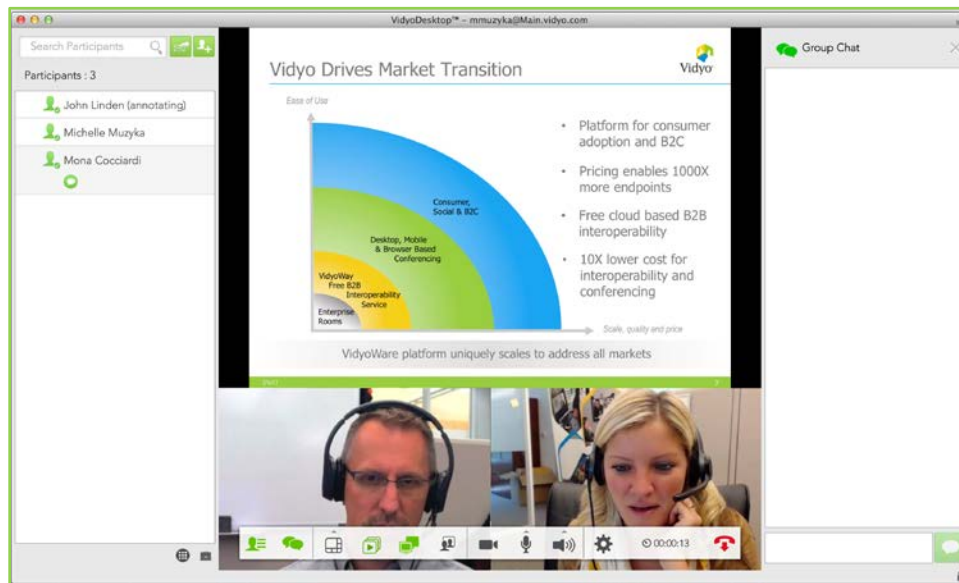 VidyoDesktop™ – mmuzyka@Main.vidyo.com
Search Participants
Participants : 3
John Linden (annotating)
Michelle Muzyka
Mona Cocciardi
Vidyo Drives Market Transition
Vidyo
Ease of Use
Consumer,
Social & B2C
Desktop, Mobile
& Browser Based
Conferencing
VidyoWay
Free B2B
Interoperability
Service
Enterprise
Rooms
Scale, quality and price
• Platform for consumer
adoption and B2C
• Pricing enables 1000X
more endpoints
• Free cloud based B2B
interoperability
• 10X lower cost for
interoperability and
conferencing
VidyoWare platform uniquely scales to address all markets
Group Chat
00:00:13